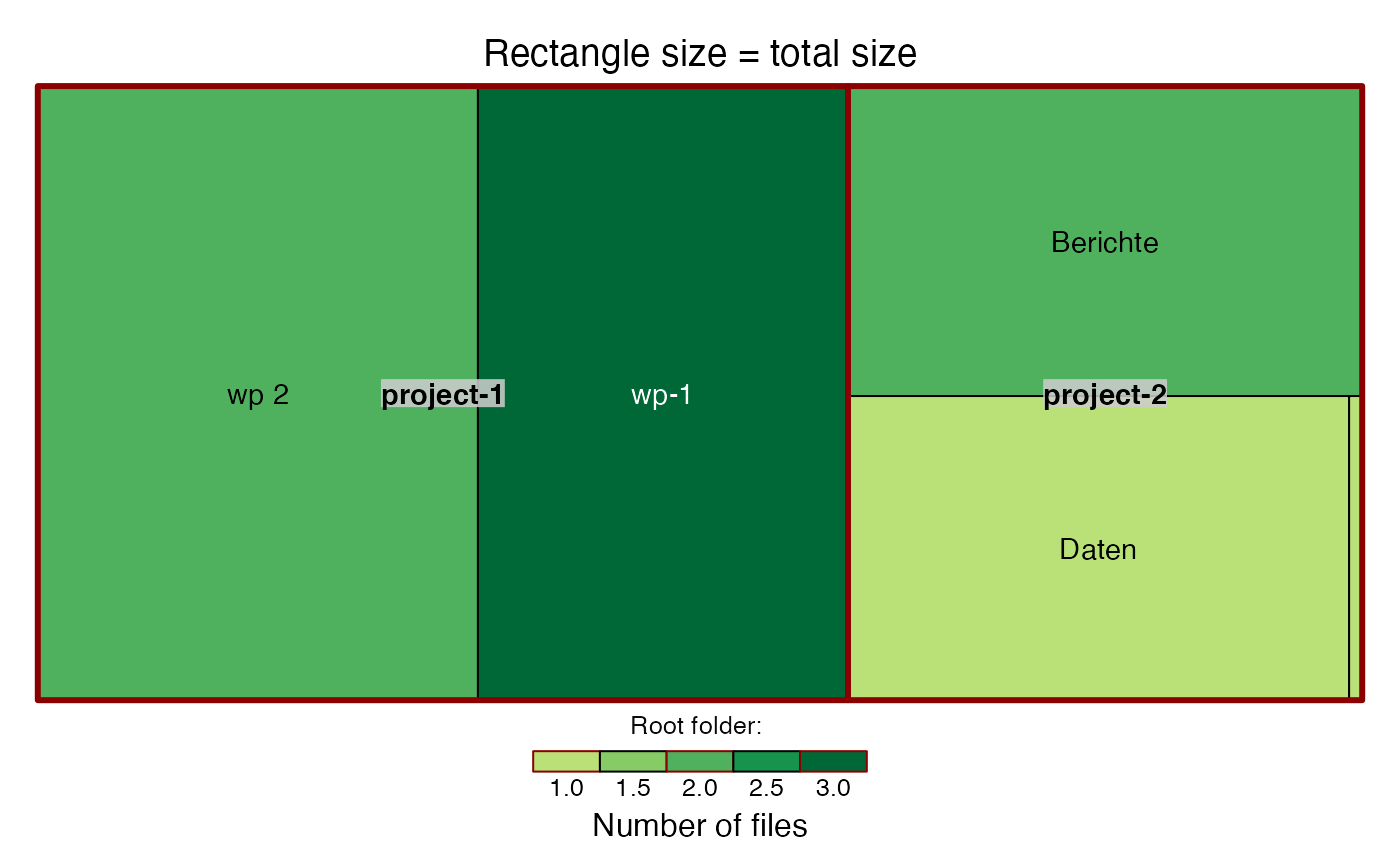 Rectangle size = total size
Berichte
wp 2
project-1
wp-1
project-2
Daten
Root folder:
1.0 1.5 2.0 2.5 3.0
Number of files